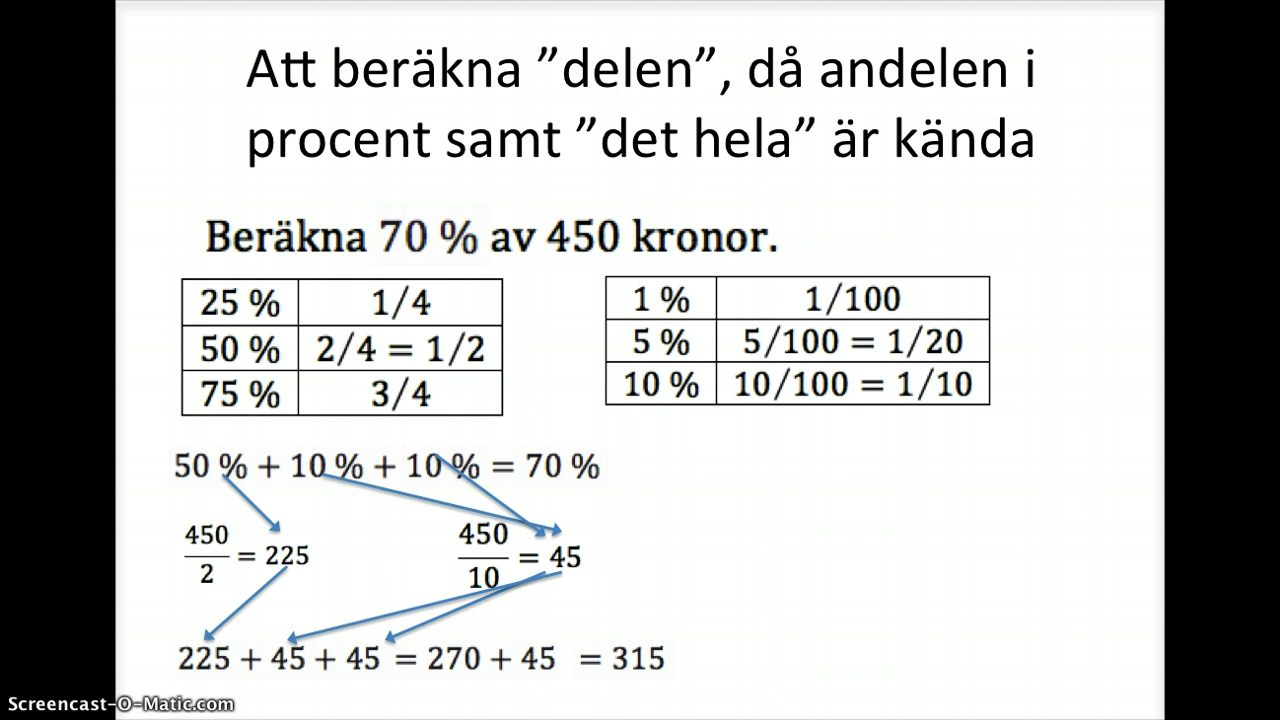 Att beräkna ”delen”, då andelen i
procent samt ”det hela” är kända
Beräkna 70 % av 450 kronor.
25 % 1/4
50 % 2/4 = 1/2
75 % 3/4
1 % 1/100
5 % 5/100 = 1/20
10 % 10/100 = 1/10
50 % + 10 % + 10 % = 70 %
450/2 = 225
450/10 = 45
225 + 45 + 45 = 270 + 45 = 315
Screencast-O-Matic.com